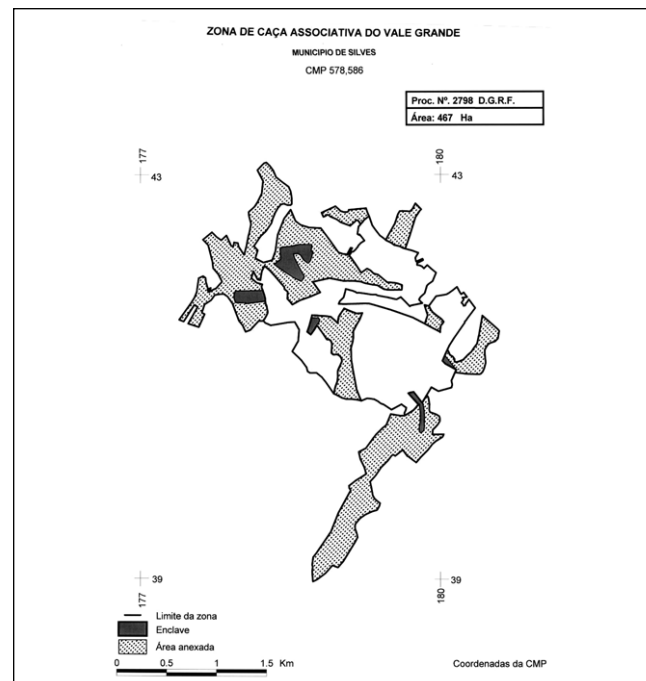 ZONA DE CAÇA ASSOCIATIVA DO VALE GRANDE
MUNICIPIO DE SILVES
CMP 578,586
Proc. Nº. 2798 D.G.R.F.
Área: 467 Ha
177
180
43
43
39
39
177
180
Limite da zona
Enclave
Área anexada
0 0.5 1 1.5 Km
Coordenadas da CMP